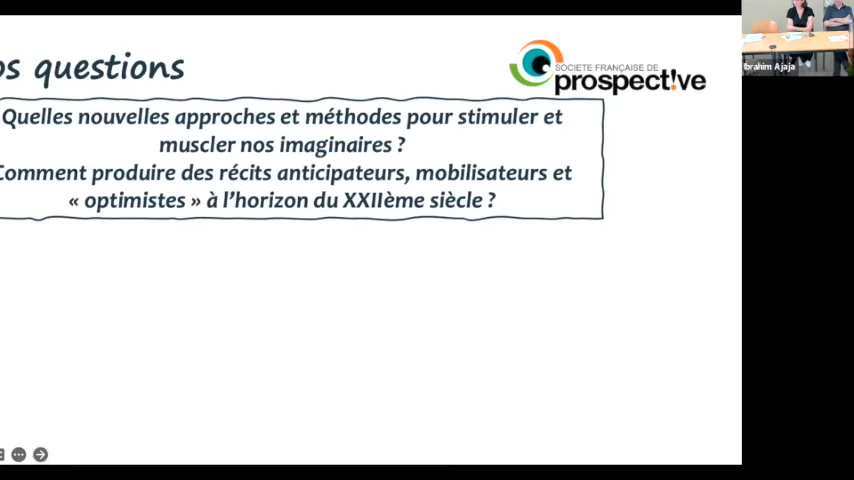 os questions
SOCIETE FRANÇAISE DE
prospect!ve
Quelles nouvelles approches et méthodes pour stimuler et
muscler nos imaginaires ?
Comment produire des récits anticipateurs, mobilisateurs et
« optimistes » à l’horizon du XXIIème siècle ?
Ibrahim Ajaja